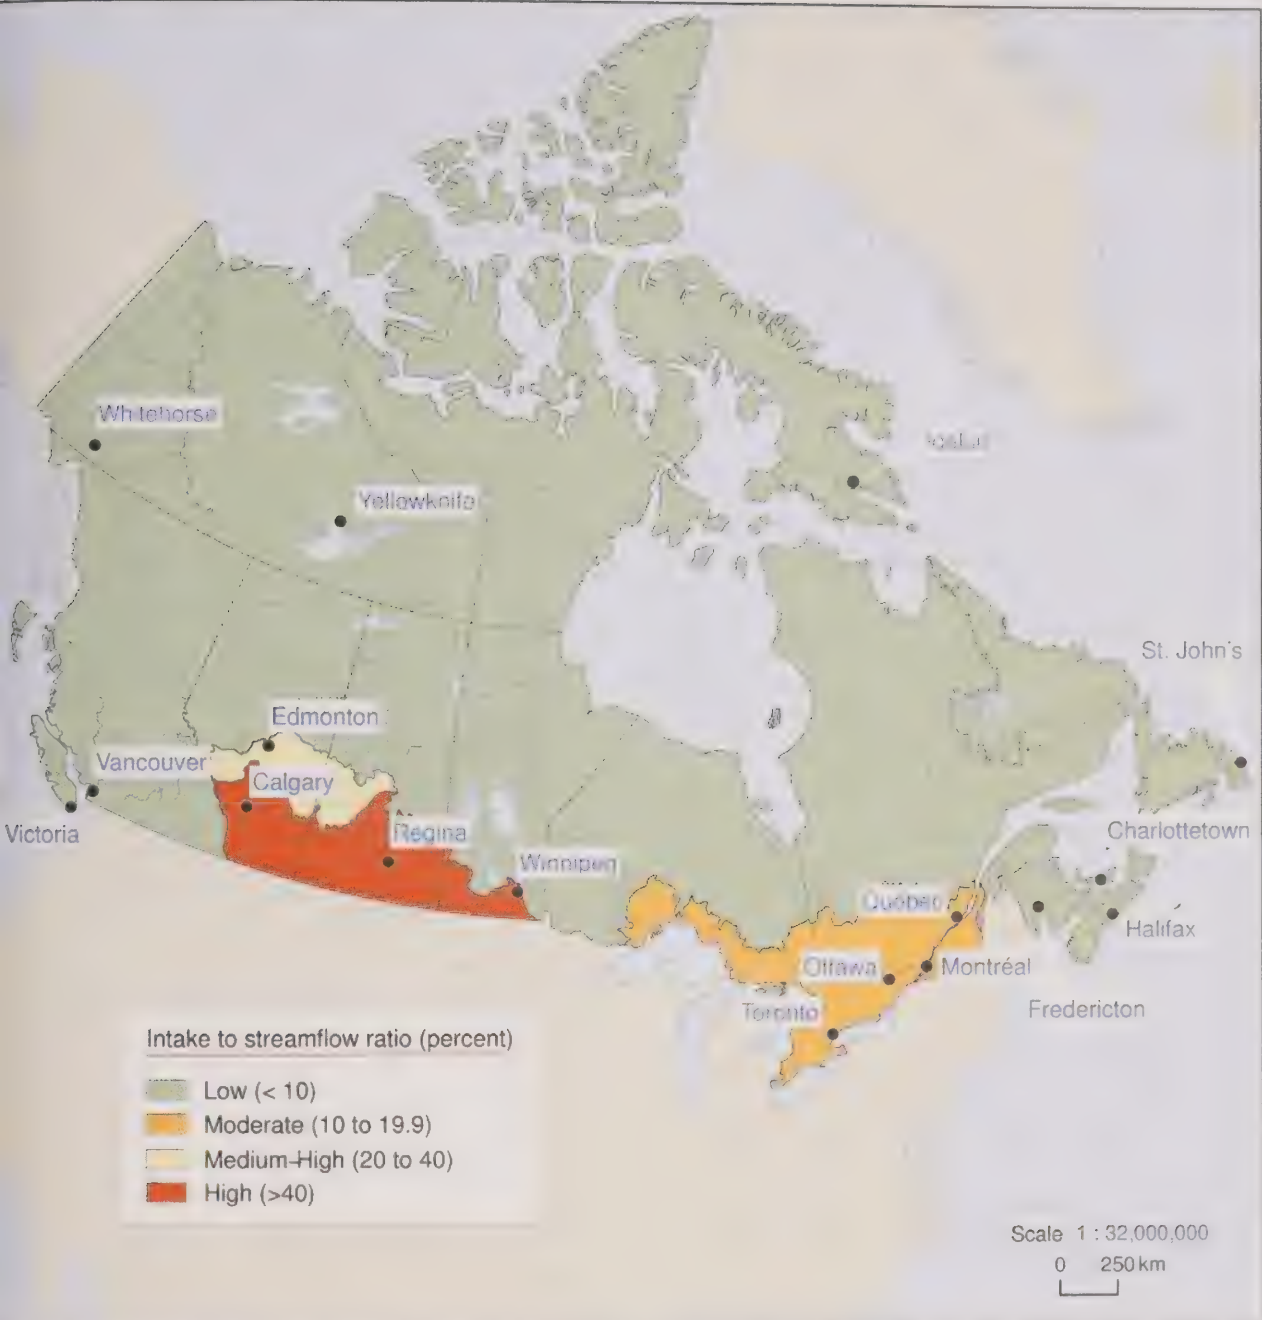 Whitehorse
Iqaluit
Yellowknife
St. John's
Edmonton
Vancouver
Calgary
Victoria
Regina
Charlottetown
Winnipeg
Québec
Halifax
Ottawa
Montréal
Toronto
Fredericton
Intake to streamflow ratio (percent)
Low (< 10)
Moderate (10 to 19.9)
Medium–High (20 to 40)
High (>40)
Scale 1 : 32,000,000
0 250 km